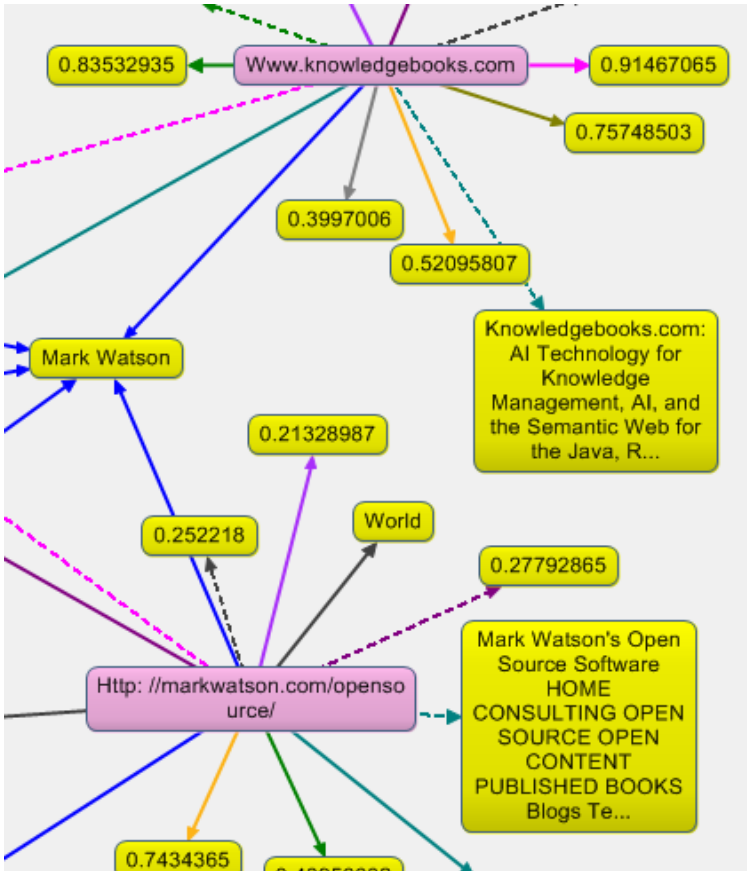 0.83532935
Www.knowledgebooks.com
0.91467065
0.75748503
0.3997006
0.52095807
Knowledgebooks.com:
AI Technology for
Knowledge
Management, AI, and
the Semantic Web for
the Java, R...
Mark Watson
0.21328987
0.252218
World
0.27792865
Mark Watson's Open
Source Software
HOME
CONSULTING OPEN
SOURCE OPEN
CONTENT
PUBLISHED BOOKS
Blogs Te...
Http: //markwatson.com/openso
urce/
0.7434365